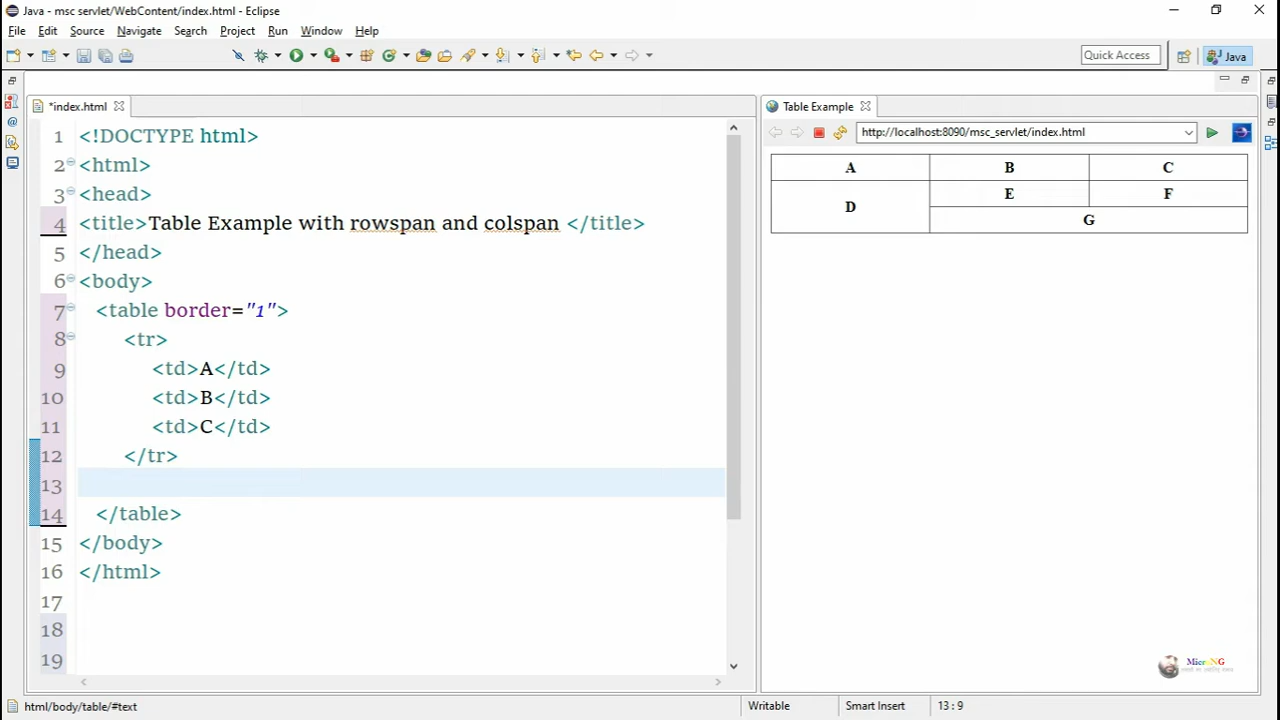 Java - msc servlet/WebContent/index.html - Eclipse
File Edit Source Navigate Search Project Run Window Help
Quick Access Java
*index.html
1 <!DOCTYPE html>
2 <html>
3 <head>
4 <title>Table Example with rowspan and colspan </title>
5 </head>
6 <body>
7 <table border="1">
8 <tr>
9 <td>A</td>
10 <td>B</td>
11 <td>C</td>
12 </tr>
13
14 </table>
15 </body>
16 </html>
17
18
19
Table Example
http://localhost:8090/msc_servlet/index.html
A B C
D E F
G
MicroNG
html/body/table/#text Writable Smart Insert 13 : 9